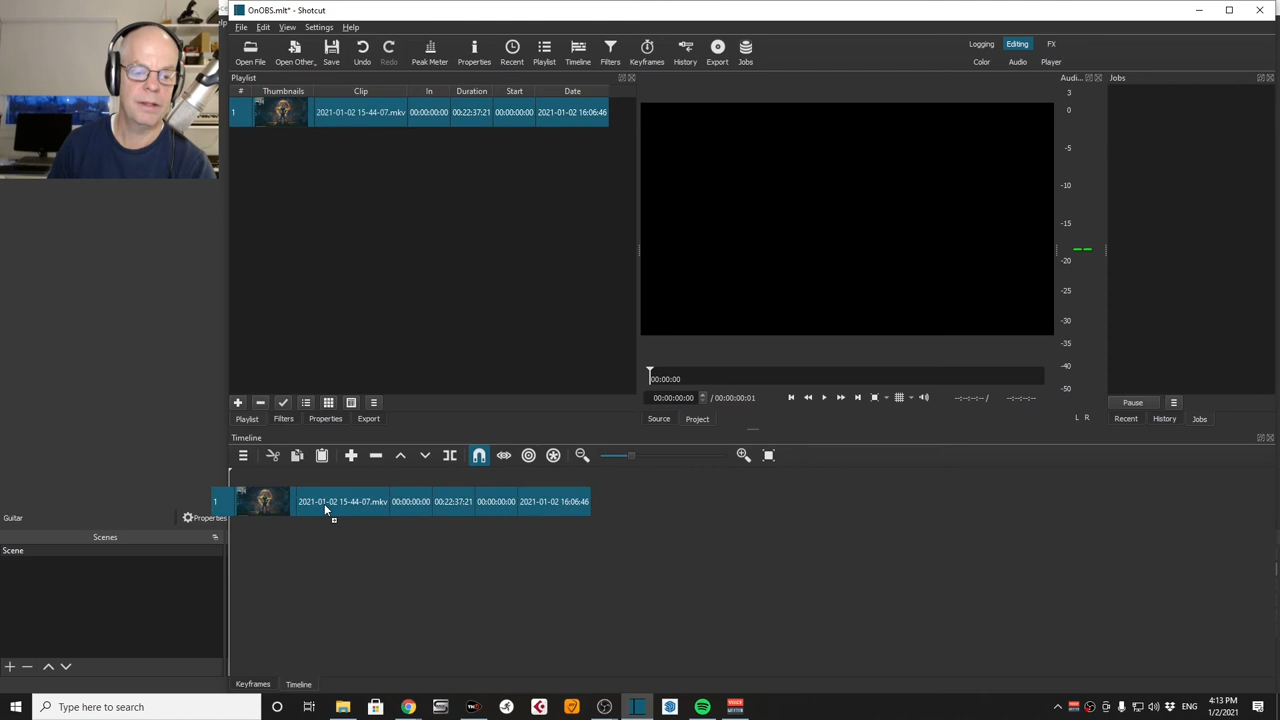 OnOBS.mlt* - Shotcut
File Edit View Settings Help
Open File Open Other.. Save Undo Redo Peak Meter Properties Recent Playlist Timeline Filters Keyframes History Export Jobs
Logging Editing FX
Color Audio Player
Playlist
Audi...
Jobs
# Thumbnails Clip In Duration Start Date
1 2021-01-02 15-44-07.mkv 00:00:00:00 00:22:37:21 00:00:00:00 2021-01-02 16:06:46
3
0
-5
-10
-15
-20
-25
-30
-35
-40
-50
L R
00:00:00
00:00:00:00 / 00:00:00:01 --:--:--:-- / --:--:--:--
Pause
Playlist Filters Properties Export
Source Project
Recent History Jobs
Timeline
1 2021-01-02 15-44-07.mkv 00:00:00:00 00:22:37:21 00:00:00:00 2021-01-02 16:06:46
Guitar
Properties
Scenes
Scene
Keyframes Timeline
Type here to search
ENG
4:13 PM
1/2/2021